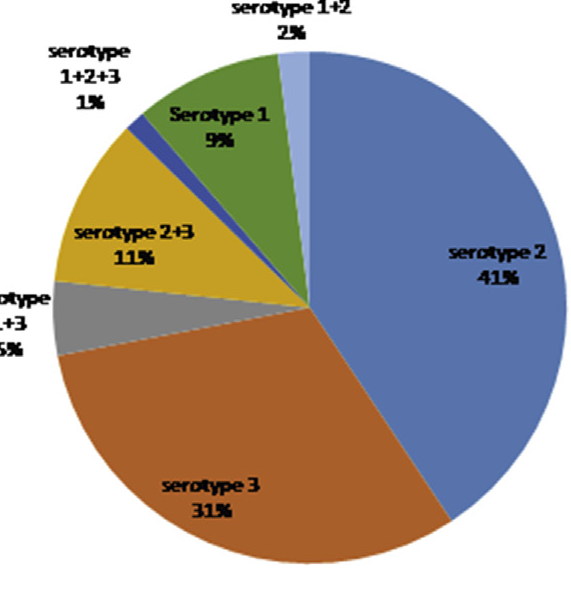 serotype 1+2
2%
serotype
1+2+3
1%
Serotype 1
9%
serotype 2
41%
serotype 2+3
11%
+3
serotype 3
31%